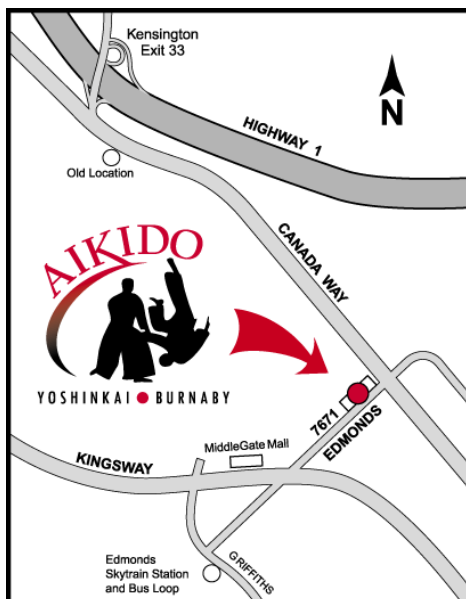 Kensington
Exit 33
N
HIGHWAY 1
Old Location
CANADA WAY
AIKIDO
YOSHINKAI ● BURNABY
7671
EDMONDS
MiddleGate Mall
KINGSWAY
Edmonds
Skytrain Station
and Bus Loop
GRIFFITHS